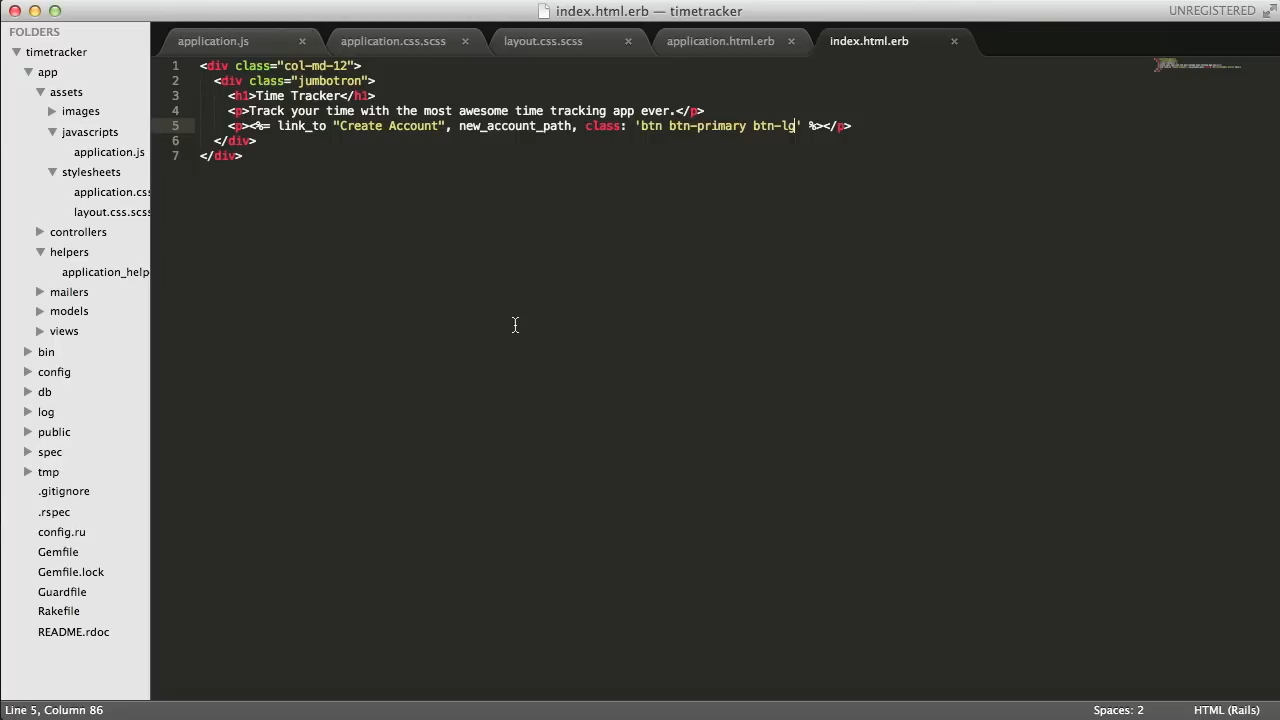 index.html.erb — timetracker
UNREGISTERED
FOLDERS
timetracker
app
assets
images
javascripts
application.js
stylesheets
application.css
layout.css.scss
controllers
helpers
application_help
mailers
models
views
bin
config
db
log
public
spec
tmp
.gitignore
.rspec
config.ru
Gemfile
Gemfile.lock
Guardfile
Rakefile
README.rdoc
application.js
application.css.scss
layout.css.scss
application.html.erb
index.html.erb
1 <div class="col-md-12">
2 <div class="jumbotron">
3 <h1>Time Tracker</h1>
4 <p>Track your time with the most awesome time tracking app ever.</p>
5 <p><%= link_to "Create Account", new_account_path, class: 'btn btn-primary btn-lg' %></p>
6 </div>
7 </div>
Line 5, Column 86
Spaces: 2
HTML (Rails)